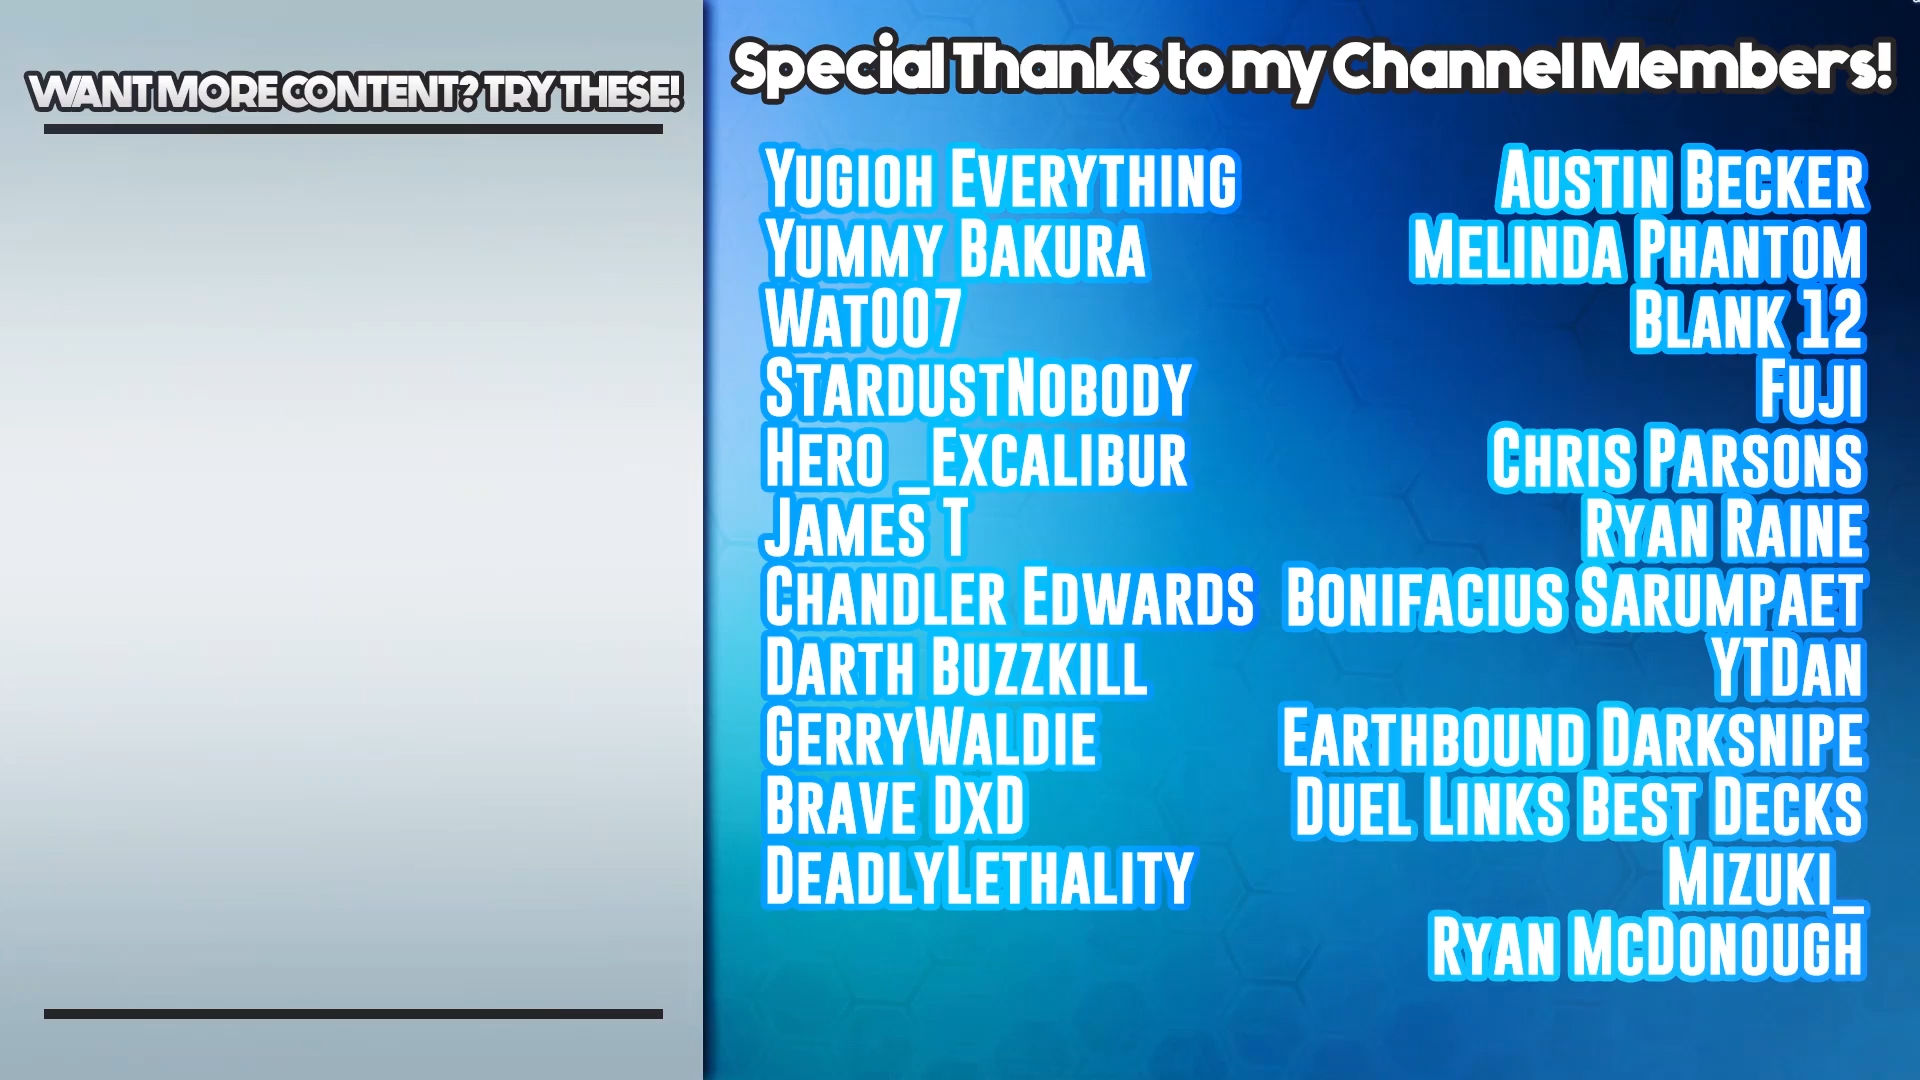 WANT MORE CONTENT? TRY THESE!
Special Thanks to my Channel Members!
Yugioh Everything
Yummy Bakura
Wat007
StardustNobody
Hero _Excalibur
James T
Chandler Edwards
Darth Buzzkill
GerryWaldie
Brave DxD
DeadlyLethality
Austin Becker
Melinda Phantom
Blank 12
Fuji
Chris Parsons
Ryan Raine
Bonifacius Sarumpaet
YTDan
Earthbound Darksnipe
Duel Links Best Decks
Mizuki_
Ryan McDonough